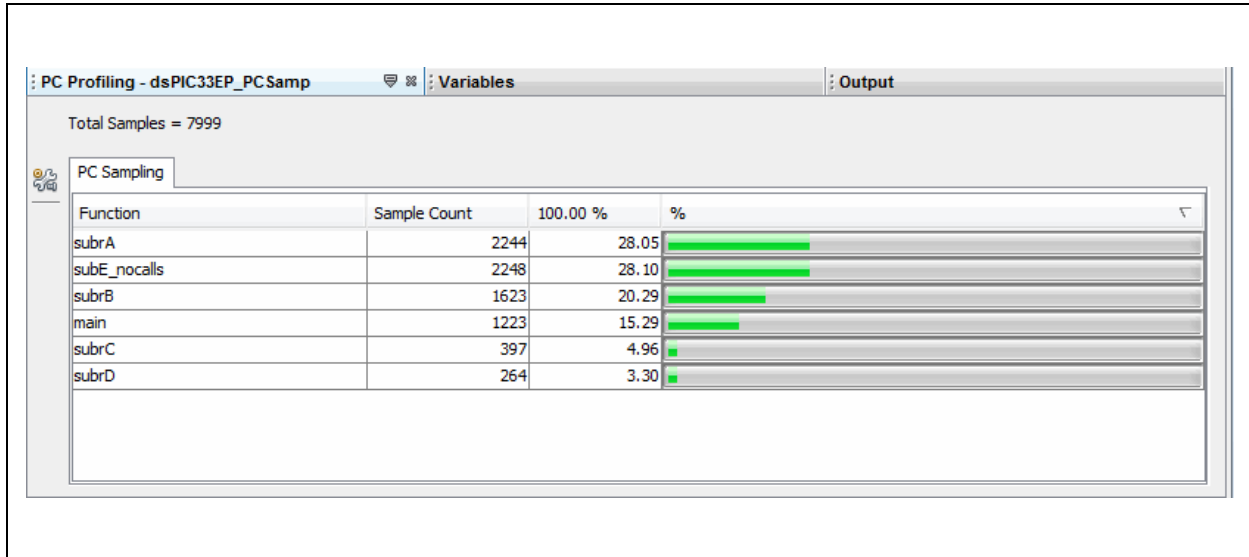 PC Profiling - dsPIC33EP_PCSamp Variables Output
Total Samples = 7999
PC Sampling
Function Sample Count 100.00 % %
subrA 2244 28.05
subE_nocalls 2248 28.10
subrB 1623 20.29
main 1223 15.29
subrC 397 4.96
subrD 264 3.30